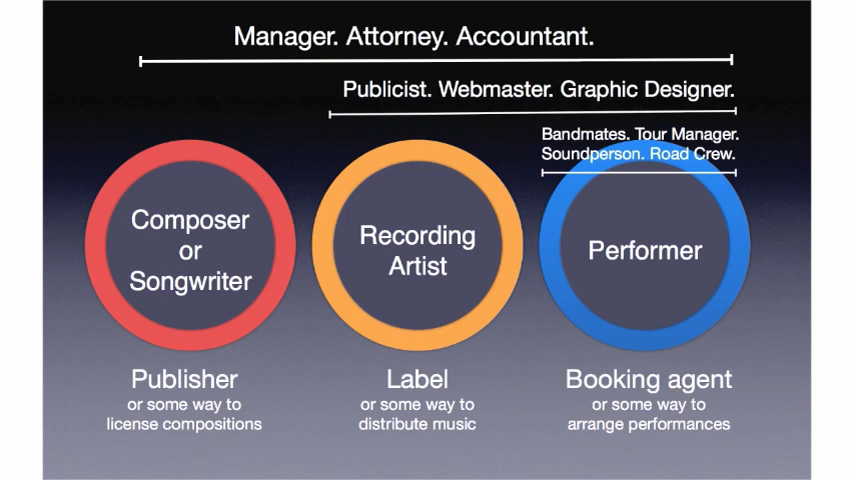 Manager. Attorney. Accountant.
Publicist. Webmaster. Graphic Designer.
Bandmates. Tour Manager.
Soundperson. Road Crew.
Composer
or
Songwriter
Recording
Artist
Performer
Publisher
or some way to
license compositions
Label
or some way to
distribute music
Booking agent
or some way to
arrange performances